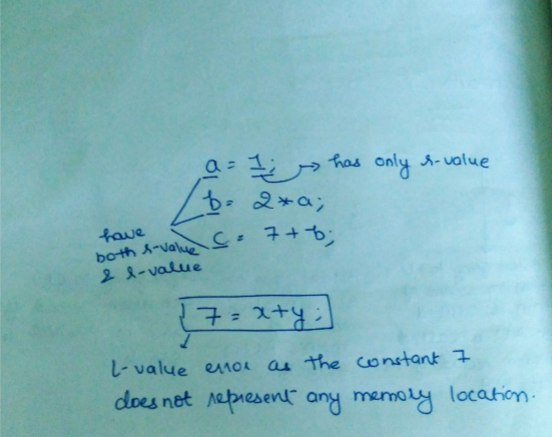 a = 1; → has only r-value
b = 2*a;
c = 7+b;
have
both r-value
& l-value
7 = x+y;
L-value error as the constant 7
does not represent any memory location.